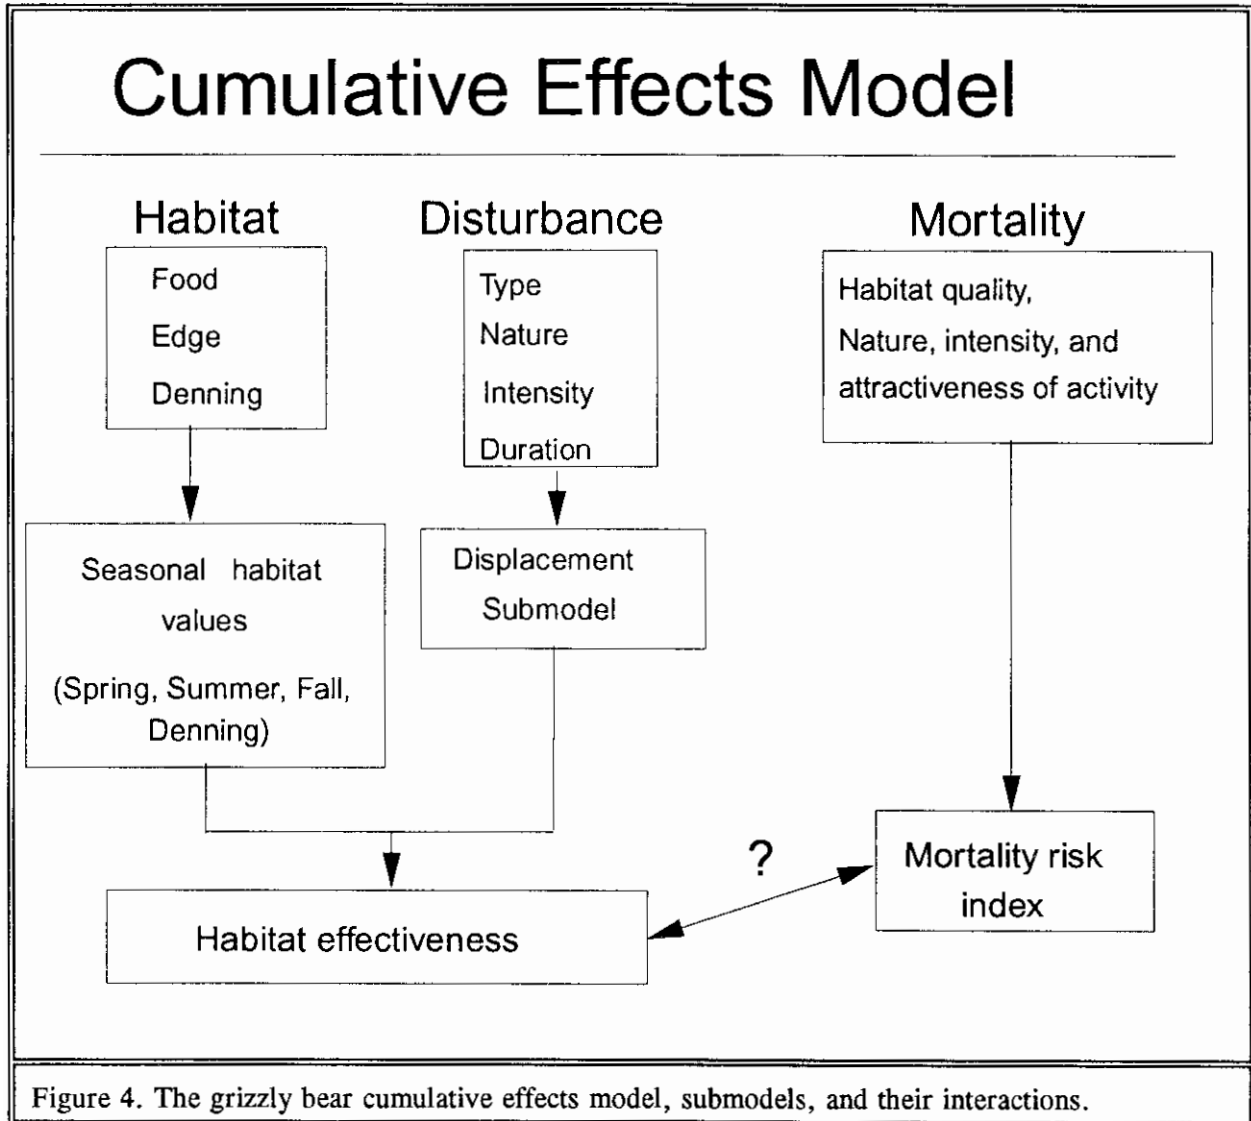 Cumulative Effects Model
Habitat
Food
Edge
Denning
Seasonal habitat
values
(Spring, Summer, Fall,
Denning)
Disturbance
Type
Nature
Intensity
Duration
Displacement
Submodel
Habitat effectiveness
?
Mortality
Habitat quality,
Nature, intensity, and
attractiveness of activity
Mortality risk
index
Figure 4. The grizzly bear cumulative effects model, submodels, and their interactions.